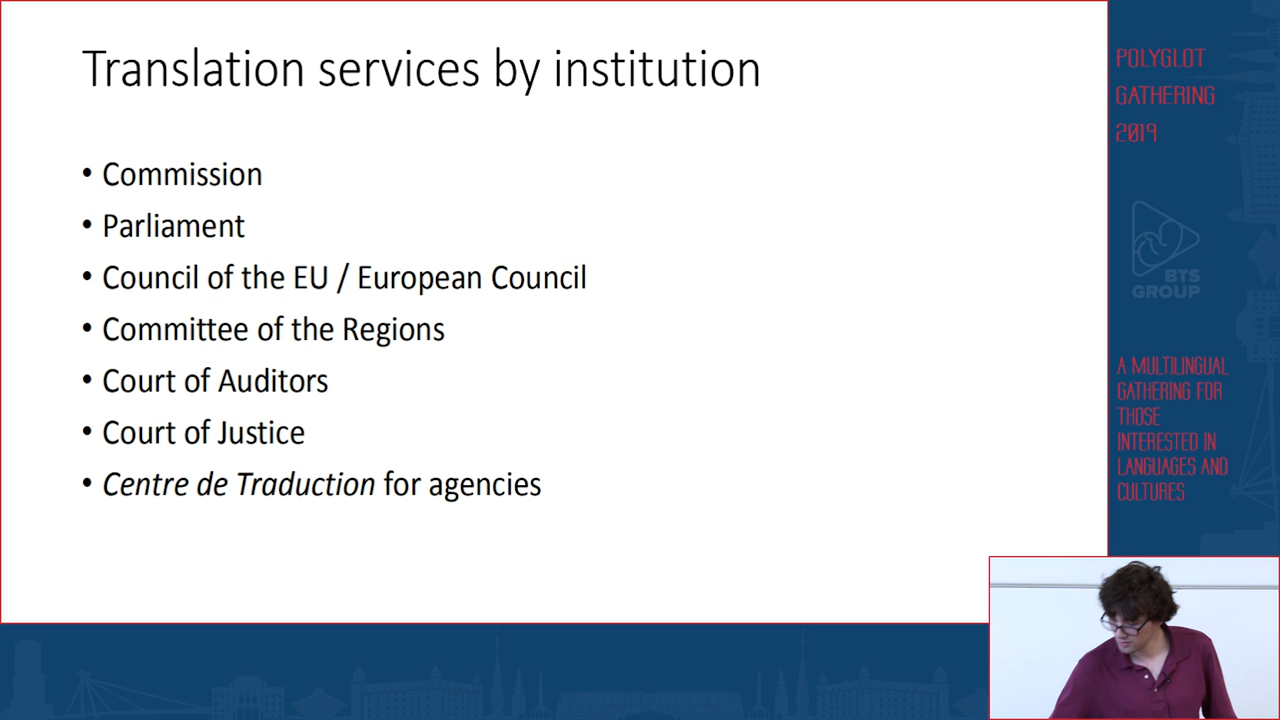 Translation services by institution
• Commission
• Parliament
• Council of the EU / European Council
• Committee of the Regions
• Court of Auditors
• Court of Justice
• Centre de Traduction for agencies
POLYGLOT
GATHERING
2019
BTS
GROUP
A MULTILINGUAL
GATHERING FOR
THOSE
INTERESTED IN
LANGUAGES AND
CULTURES